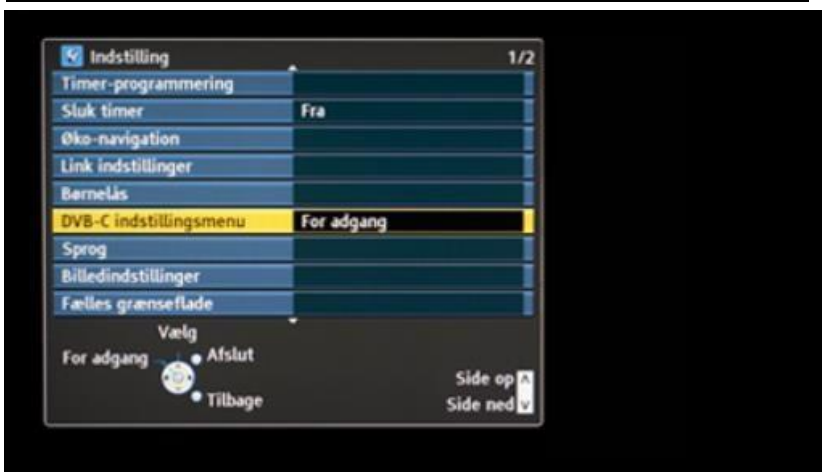 Indstilling 1/2
Timer-programmering
Sluk timer Fra
Øko-navigation
Link indstillinger
Børnelås
DVB-C indstillingsmenu For adgang
Sprog
Billedindstillinger
Fælles grænseflade
Vælg
For adgang Afslut
Tilbage
Side op
Side ned